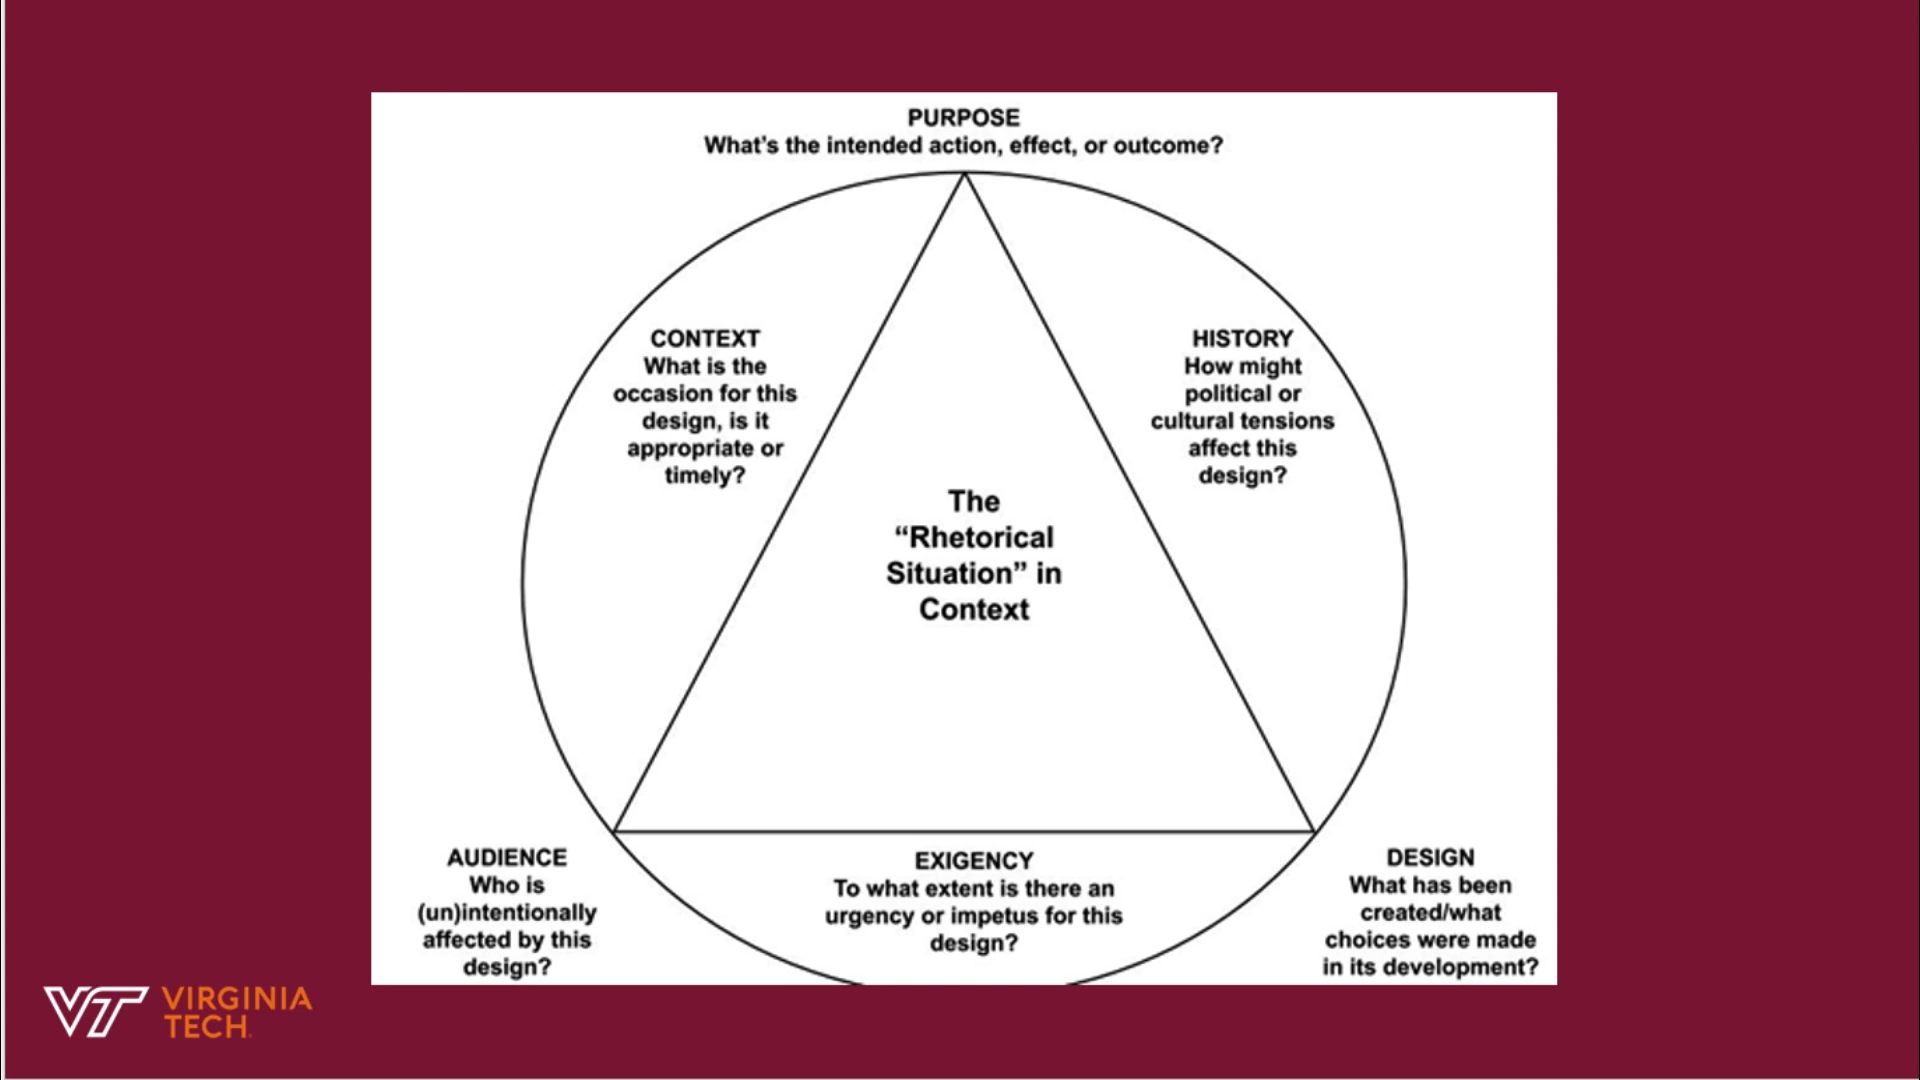 PURPOSE
What's the intended action, effect, or outcome?
CONTEXT
What is the
occasion for this
design, is it
appropriate or
timely?
HISTORY
How might
political or
cultural tensions
affect this
design?
The
“Rhetorical
Situation” in
Context
AUDIENCE
Who is
(un)intentionally
affected by this
design?
EXIGENCY
To what extent is there an
urgency or impetus for this
design?
DESIGN
What has been
created/what
choices were made
in its development?
VT VIRGINIA
TECH.